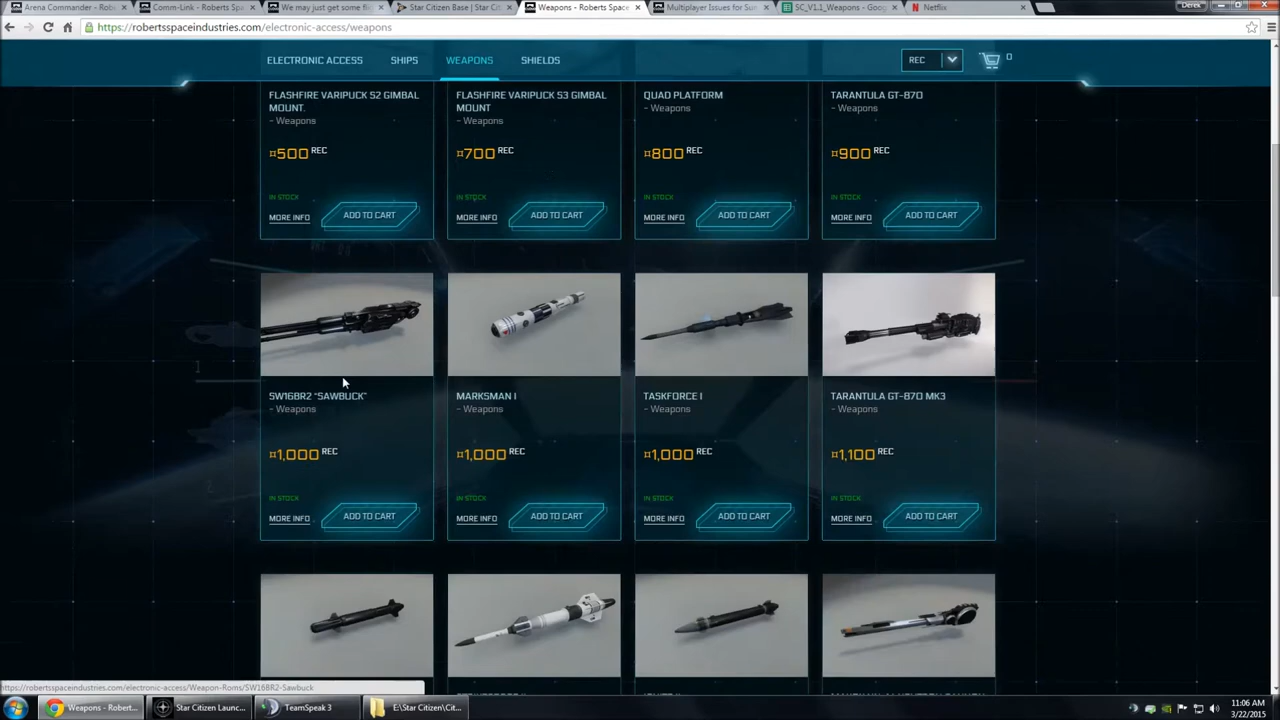 Arena Commander - Robert
Comm-Link - Roberts Spac
We may just get some fli
Star Citizen Base | Star Cit
Weapons - Roberts Space
Multiplayer Issues for Sun
SC_V1.1_Weapons - Goog
Netflix
Derek
https://robertsspaceindustries.com/electronic-access/weapons
ELECTRONIC ACCESS
SHIPS
WEAPONS
SHIELDS
REC
0
FLASHFIRE VARIPUCK S2 GIMBAL
MOUNT.
- Weapons
¤500 REC
IN STOCK
MORE INFO
ADD TO CART
FLASHFIRE VARIPUCK S3 GIMBAL
MOUNT
- Weapons
¤700 REC
IN STOCK
MORE INFO
ADD TO CART
QUAD PLATFORM
- Weapons
¤800 REC
IN STOCK
MORE INFO
ADD TO CART
TARANTULA GT-870
- Weapons
¤900 REC
IN STOCK
MORE INFO
ADD TO CART
SW16BR2 "SAWBUCK"
- Weapons
¤1,000 REC
IN STOCK
MORE INFO
ADD TO CART
MARKSMAN I
- Weapons
¤1,000 REC
IN STOCK
MORE INFO
ADD TO CART
TASKFORCE I
- Weapons
¤1,000 REC
IN STOCK
MORE INFO
ADD TO CART
TARANTULA GT-870 MK3
- Weapons
¤1,100 REC
IN STOCK
MORE INFO
ADD TO CART
https://robertsspaceindustries.com/electronic-access/Weapon-Roms/SW16BR2-Sawbuck
Weapons - Robert...
Star Citizen Launc...
TeamSpeak 3
E:\Star Citizen\Cit...
11:06 AM
3/22/2015